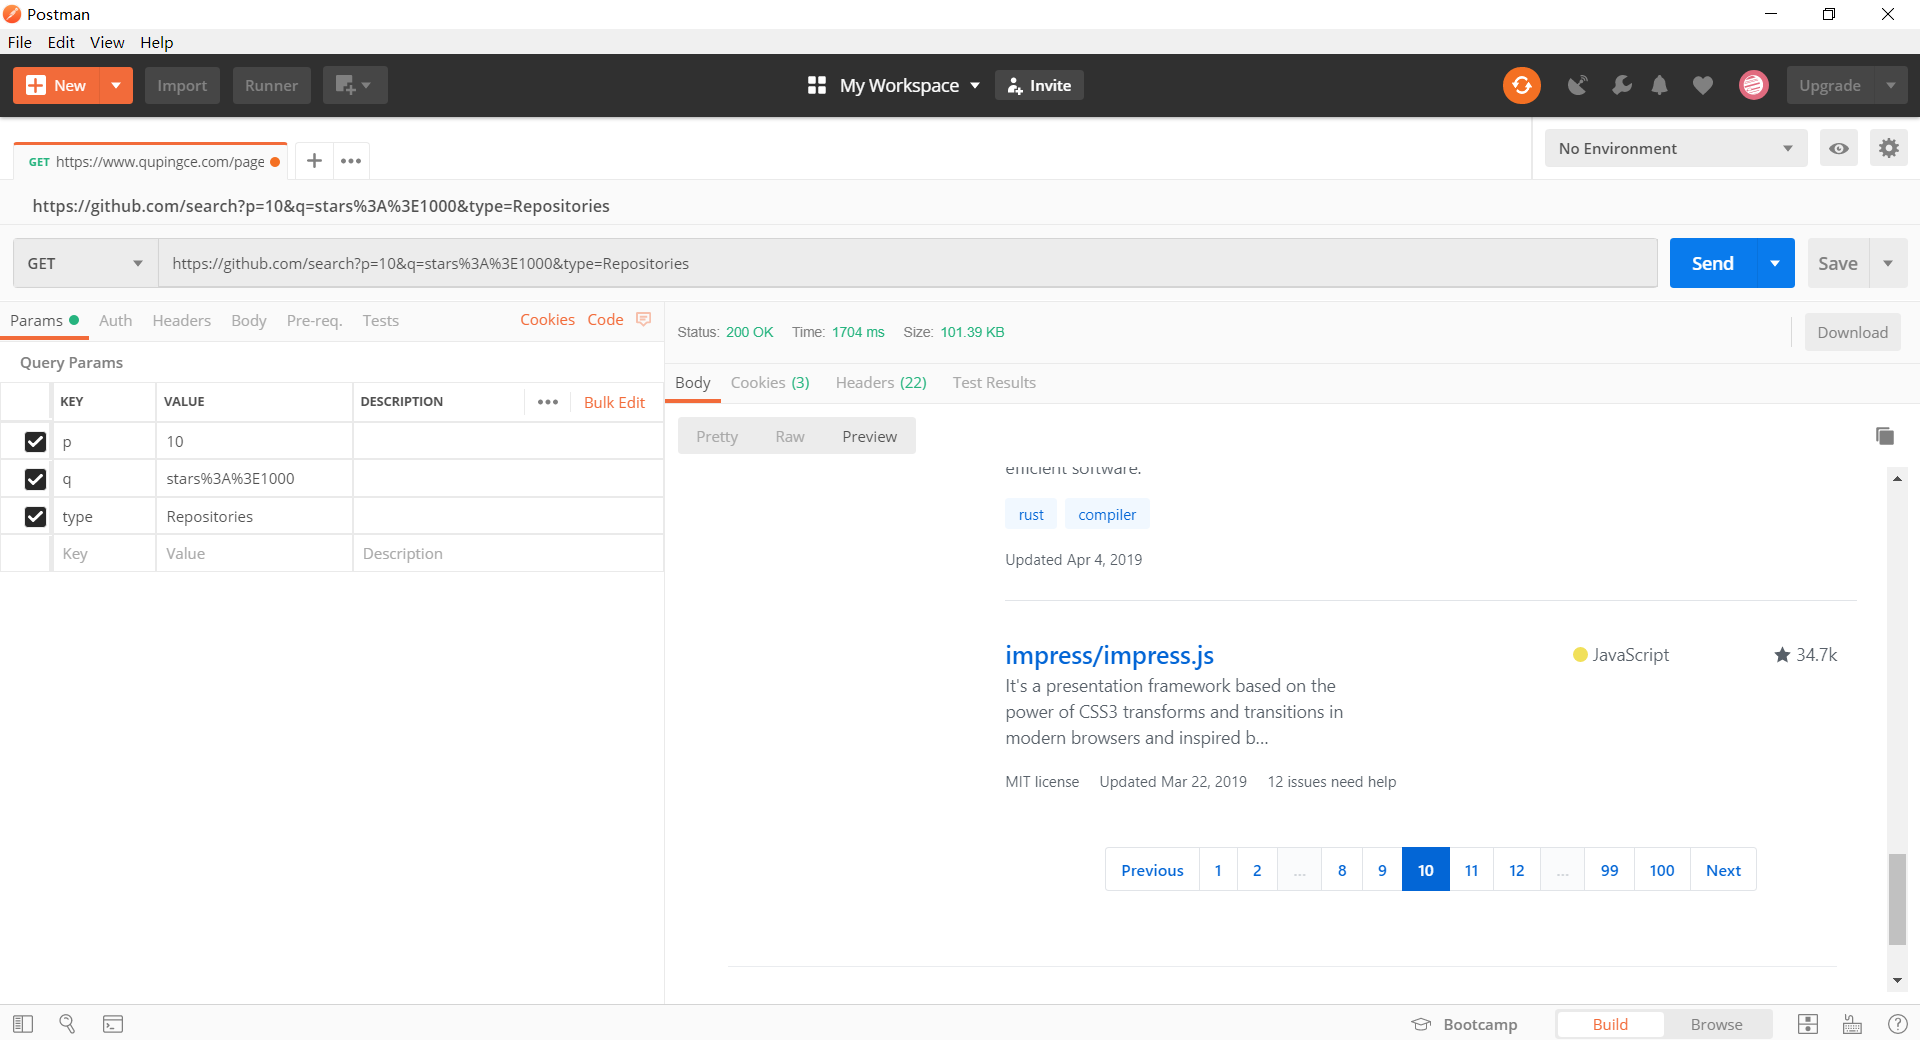 Postman
File Edit View Help
New Import Runner My Workspace Invite Upgrade
GET https://www.qupingce.com/page No Environment
https://github.com/search?p=10&q=stars%3A%3E1000&type=Repositories
GET https://github.com/search?p=10&q=stars%3A%3E1000&type=Repositories Send Save
Params Auth Headers Body Pre-req. Tests Cookies Code
Query Params
KEY VALUE DESCRIPTION Bulk Edit
p 10
q stars%3A%3E1000
type Repositories
Key Value Description
Status: 200 OK Time: 1704 ms Size: 101.39 KB Download
Body Cookies (3) Headers (22) Test Results
Pretty Raw Preview
efficient software.
rust compiler
Updated Apr 4, 2019
impress/impress.js JavaScript 34.7k
It's a presentation framework based on the
power of CSS3 transforms and transitions in
modern browsers and inspired b...
MIT license Updated Mar 22, 2019 12 issues need help
Previous 1 2 ... 8 9 10 11 12 ... 99 100 Next
Bootcamp Build Browse